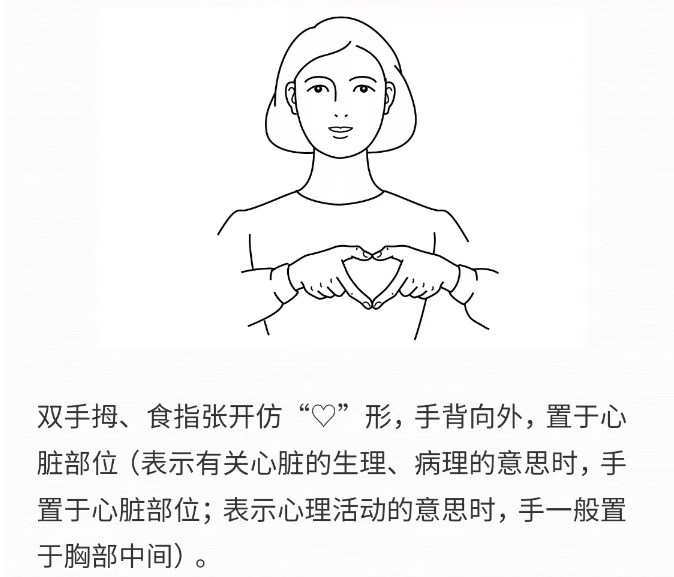 双手拇、食指张开仿“♡”形，手背向外，置于心
脏部位（表示有关心脏的生理、病理的意思时，手
置于心脏部位；表示心理活动的意思时，手一般置
于胸部中间）。